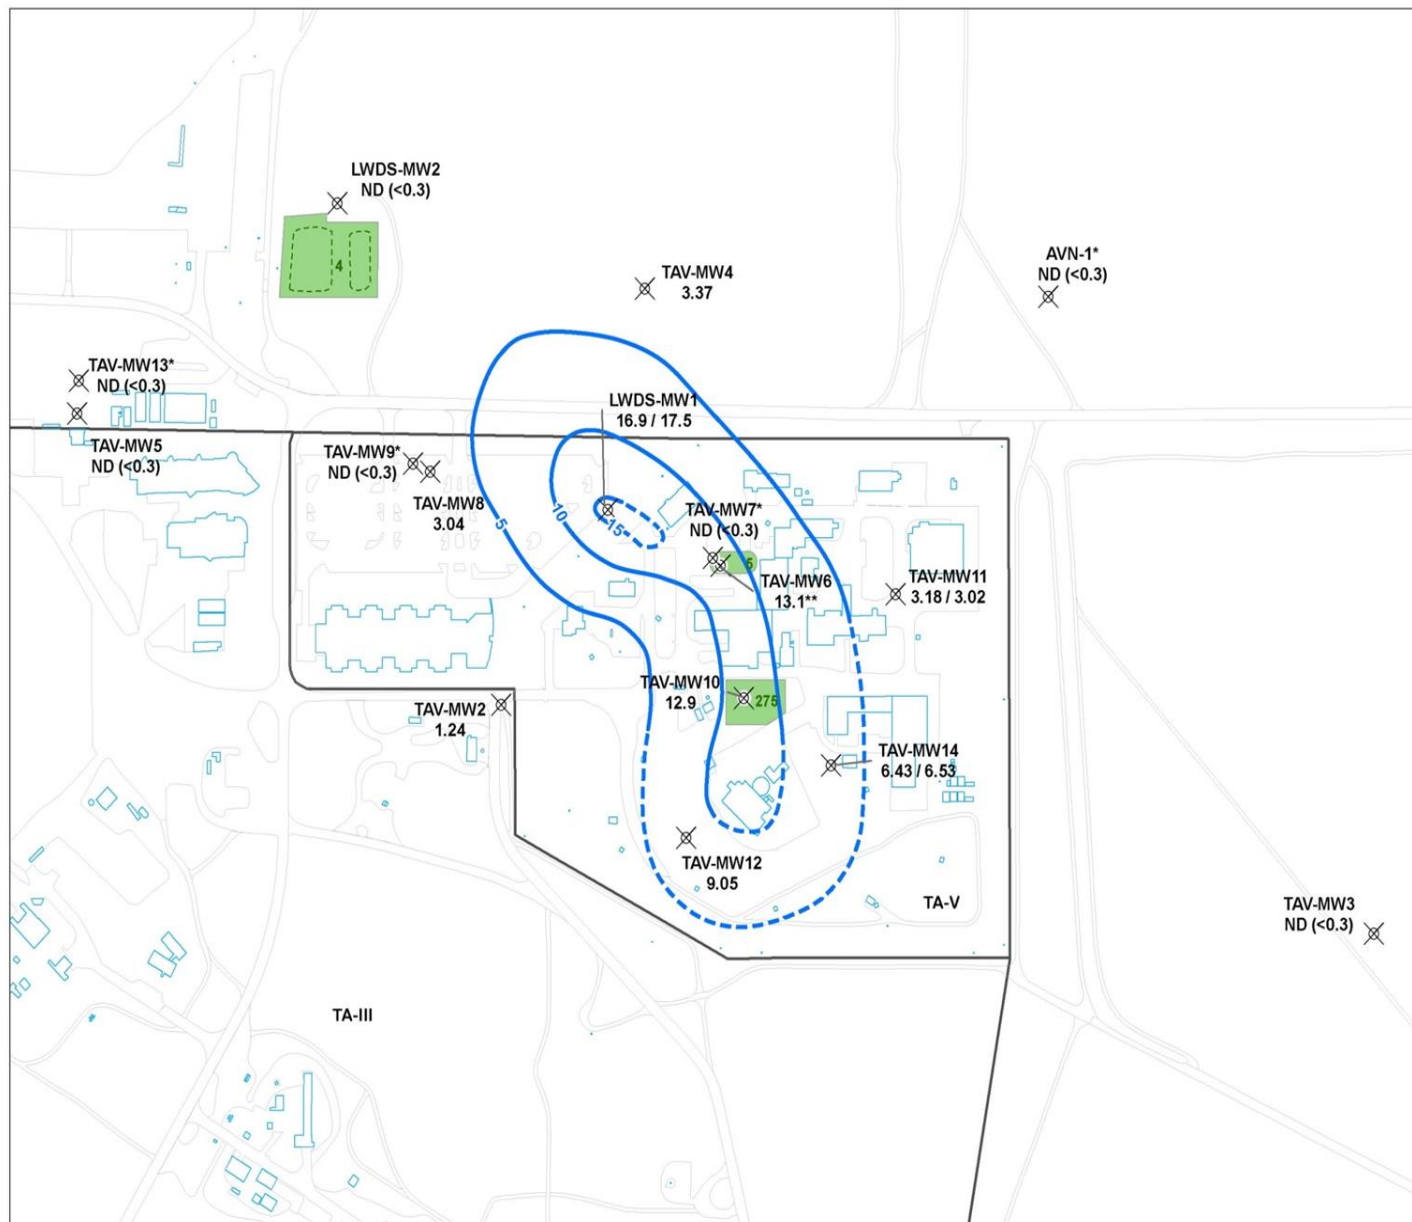 LWDS-MW2
ND (<0.3)
4
TAV-MW4
3.37
AVN-1*
ND (<0.3)
TAV-MW13*
ND (<0.3)
TAV-MW5
ND (<0.3)
LWDS-MW1
16.9 / 17.5
TAV-MW9*
ND (<0.3)
TAV-MW8
3.04
5
10
15
TAV-MW7*
ND (<0.3)
5
TAV-MW6
13.1**
TAV-MW11
3.18 / 3.02
TAV-MW10
12.9
275
TAV-MW2
1.24
TAV-MW14
6.43 / 6.53
TAV-MW12
9.05
TA-V
TAV-MW3
ND (<0.3)
TA-III